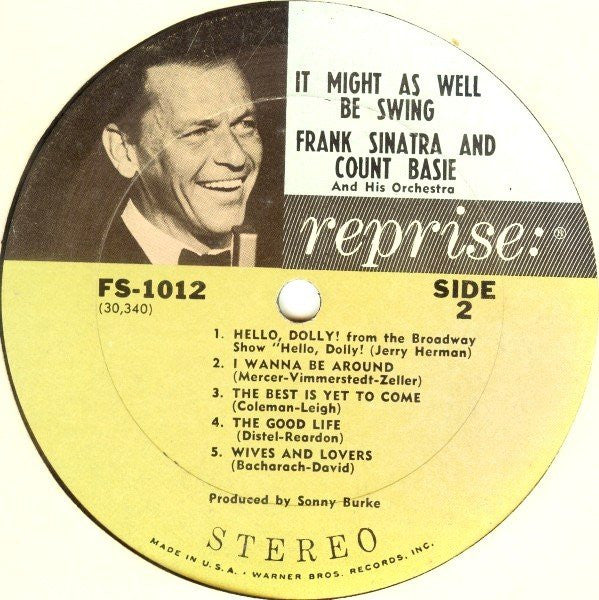 IT MIGHT AS WELL
BE SWING
FRANK SINATRA AND
COUNT BASIE
And His Orchestra
reprise:®
FS-1012
(30,340)
SIDE
2
1. HELLO, DOLLY! from the Broadway
Show "Hello, Dolly! (Jerry Herman)
2. I WANNA BE AROUND
(Mercer-Vimmerstedt-Zeller)
3. THE BEST IS YET TO COME
(Coleman-Leigh)
4. THE GOOD LIFE
(Distel-Reardon)
5. WIVES AND LOVERS
(Bacharach-David)
Produced by Sonny Burke
STEREO
MADE IN U.S.A. · WARNER BROS. RECORDS, INC.